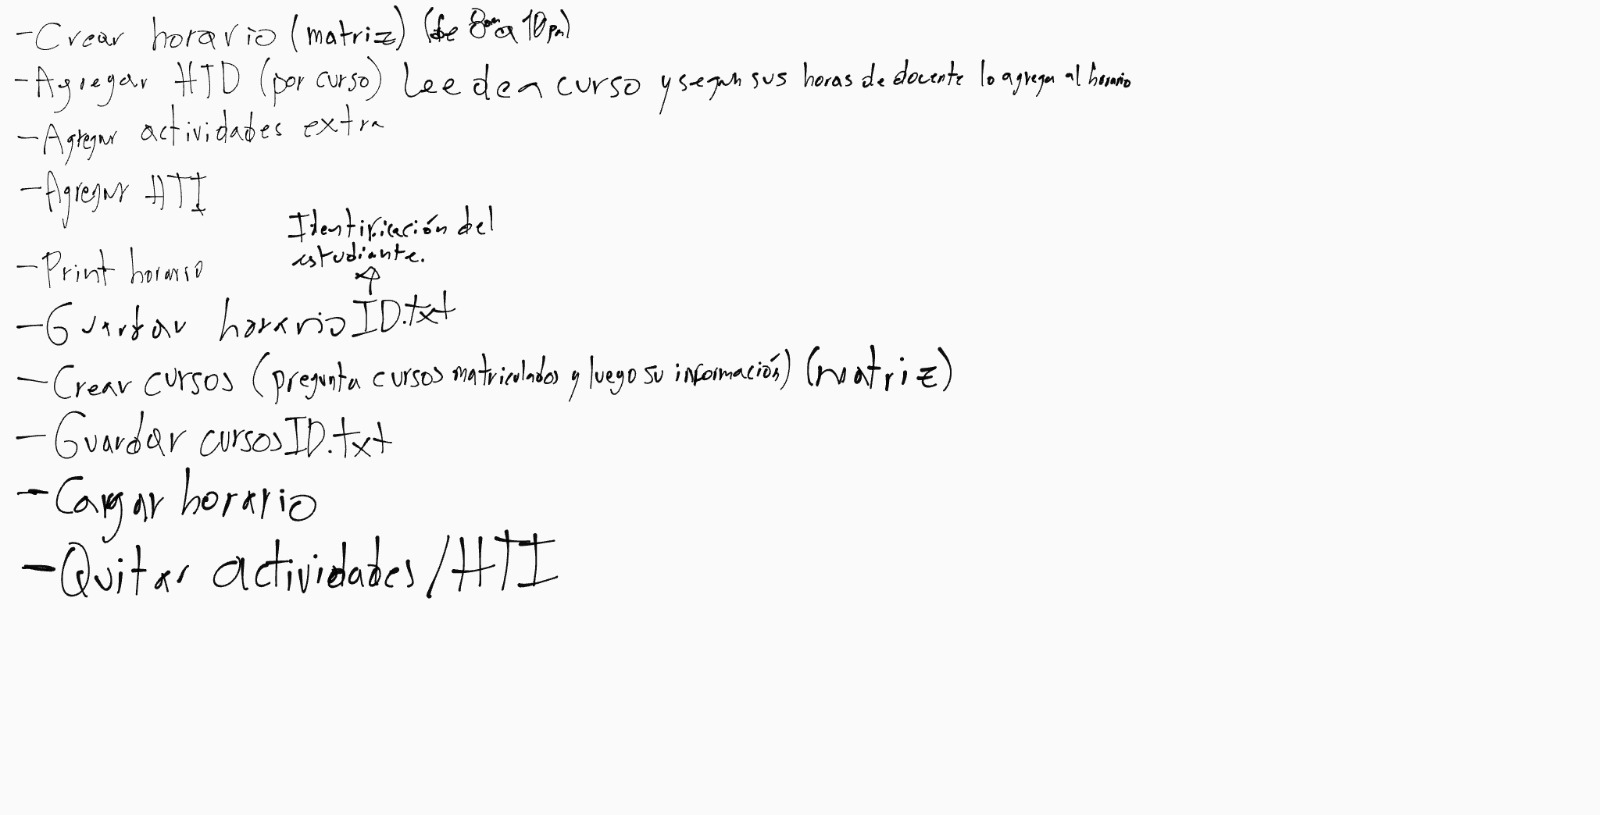 -Crear horario (matriz) (de 8am a 10pm)
-Agregar HTD (por curso) Lee de curso y según sus horas de docente lo agrega al horario
-Agregar actividades extra
-Agregar HTI
Identificación del
estudiante.
-Print horario
-Guardar horarioID.txt
-Crear cursos (pregunta cursos matriculados y luego su información) (matriz)
-Guardar cursosID.txt
-Cargar horario
-Quitar actividades/HTI